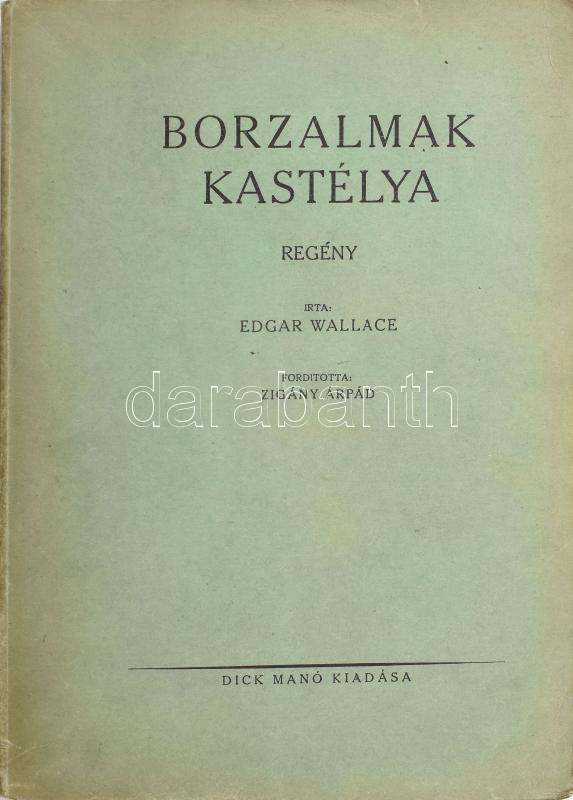 BORZALMAK
KASTÉLYA
REGÉNY
IRTA:
EDGAR WALLACE
FORDITOTTA:
ZIGÁNY ÁRPÁD
darabanth
DICK MANÓ KIADÁSA